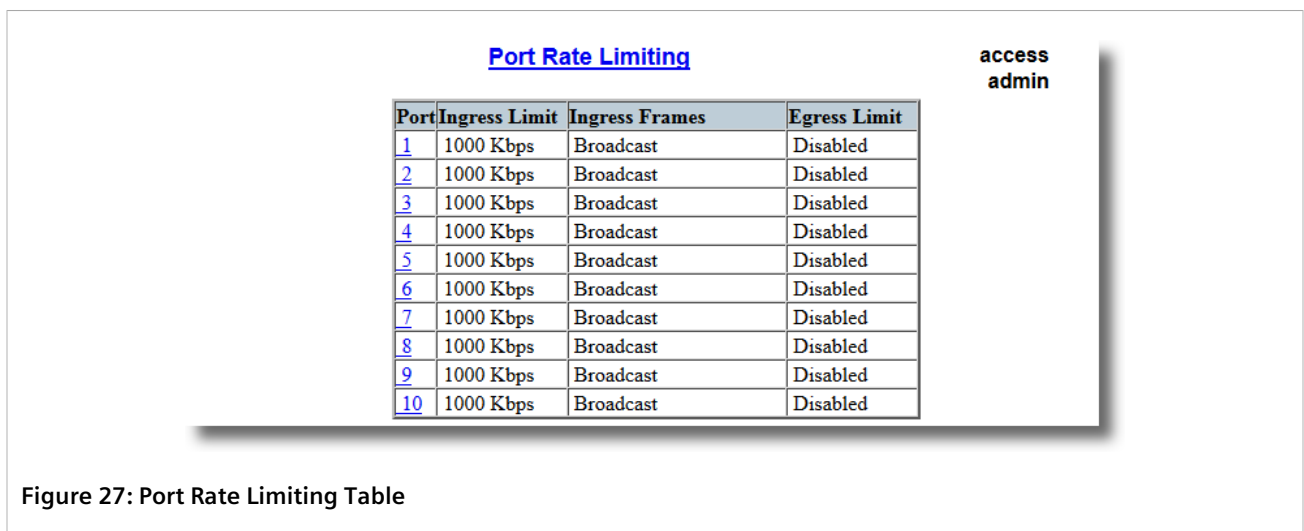 Port Rate Limiting
access
admin
Port Ingress Limit Ingress Frames Egress Limit
1 1000 Kbps Broadcast Disabled
2 1000 Kbps Broadcast Disabled
3 1000 Kbps Broadcast Disabled
4 1000 Kbps Broadcast Disabled
5 1000 Kbps Broadcast Disabled
6 1000 Kbps Broadcast Disabled
7 1000 Kbps Broadcast Disabled
8 1000 Kbps Broadcast Disabled
9 1000 Kbps Broadcast Disabled
10 1000 Kbps Broadcast Disabled
Figure 27: Port Rate Limiting Table